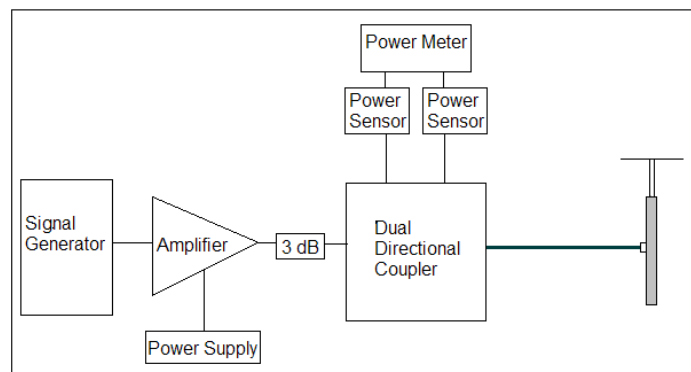 Power Meter
Power
Sensor
Power
Sensor
Signal
Generator
Amplifier
3 dB
Dual
Directional
Coupler
Power Supply